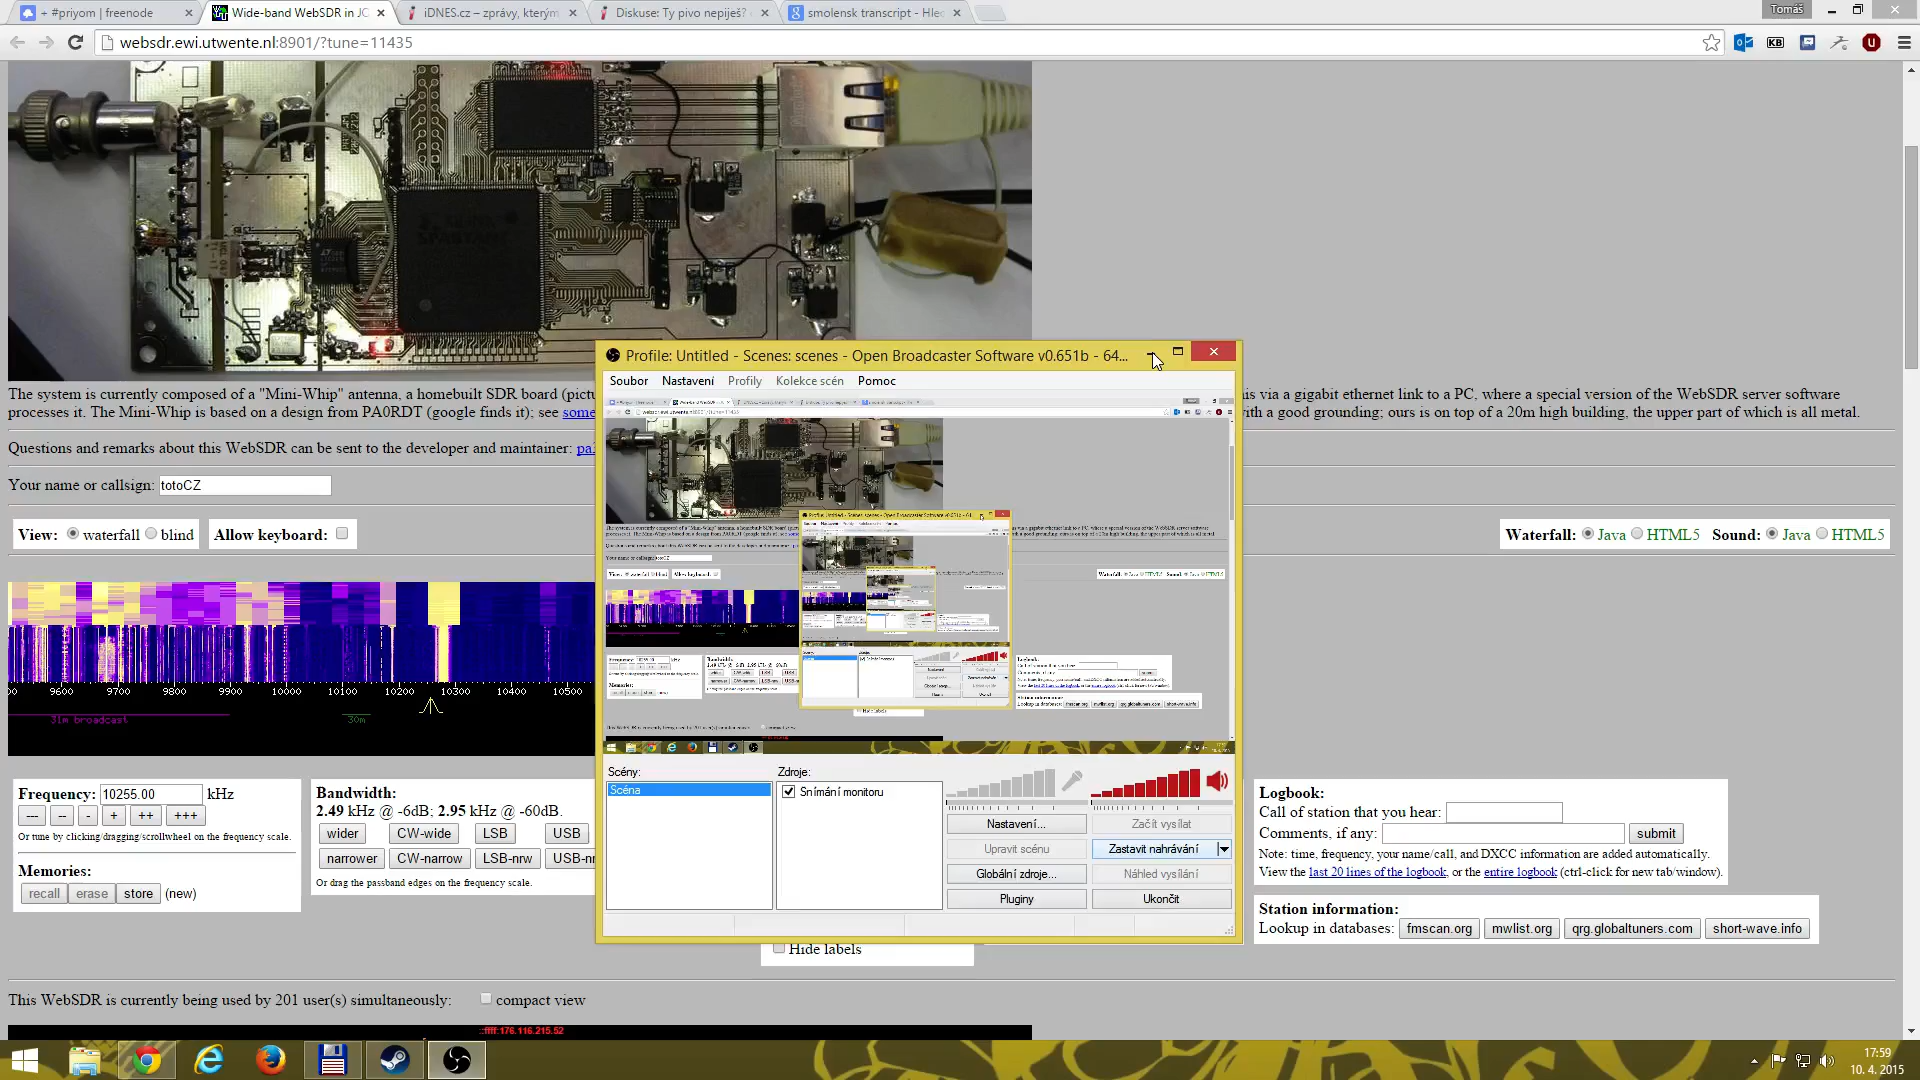 + #priyom | freenode
Wide-band WebSDR in JC
iDNES.cz – zprávy, kterým
Diskuse: Ty pivo nepiješ?
smolensk transcript - Hle
Tomáš
websdr.ewi.utwente.nl:8901/?tune=11435
The system is currently composed of a "Mini-Whip" antenna, a homebuilt SDR board (pictu
is via a gigabit ethernet link to a PC, where a special version of the WebSDR server software
processes it. The Mini-Whip is based on a design from PA0RDT (google finds it); see some
with a good grounding; ours is on top of a 20m high building, the upper part of which is all metal.
Questions and remarks about this WebSDR can be sent to the developer and maintainer: pa
Your name or callsign: totoCZ
View: waterfall blind Allow keyboard:
Waterfall: Java HTML5 Sound: Java HTML5
9600 9700 9800 9900 10000 10100 10200 10300 10400 10500
31m broadcast 30m
Frequency: 10255.00 kHz
--- -- - + ++ +++
Or tune by clicking/dragging/scrollwheel on the frequency scale.
Memories:
recall erase store (new)
Bandwidth:
2.49 kHz @ -6dB; 2.95 kHz @ -60dB.
wider CW-wide LSB USB
narrower CW-narrow LSB-nrw USB-nr
Or drag the passband edges on the frequency scale.
Profile: Untitled - Scenes: scenes - Open Broadcaster Software v0.651b - 64...
Soubor Nastavení Profily Kolekce scén Pomoc
Scény:
Scéna
Zdroje:
Snímání monitoru
Nastavení...
Začít vysílat
Upravit scénu
Zastavit nahrávání
Globální zdroje...
Náhled vysílání
Pluginy
Ukončit
Logbook:
Call of station that you hear:
Comments, if any: submit
Note: time, frequency, your name/call, and DXCC information are added automatically.
View the last 20 lines of the logbook, or the entire logbook (ctrl-click for new tab/window).
Station information:
Lookup in databases: fmscan.org mwlist.org qrg.globaltuners.com short-wave.info
Hide labels
This WebSDR is currently being used by 201 user(s) simultaneously: compact view
::ffff:176.116.215.52
17:59
10. 4. 2015